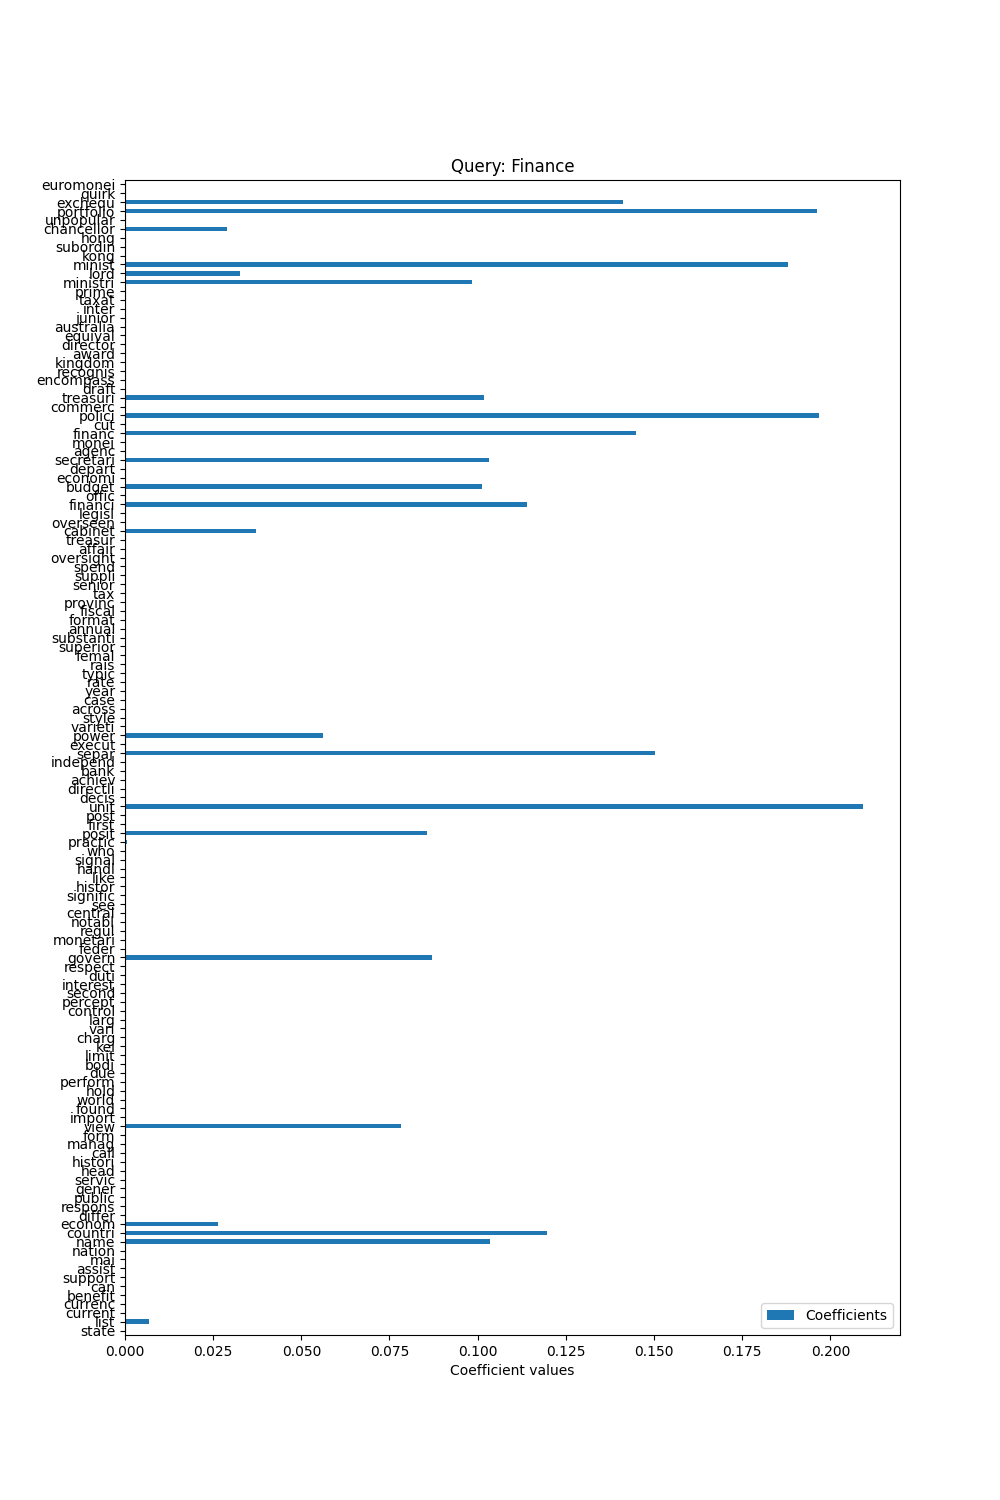 Query: Finance
euromonei
quirk
exchequ
portfolio
unpopular
chancellor
hong
subordin
kong
minist
lord
ministri
prime
taxat
inter
junior
australia
equival
director
award
kingdom
recognis
encompass
draft
treasuri
commerc
polici
cut
financ
monei
agenc
secretari
depart
economi
budget
offic
financi
legisl
overseen
cabinet
treasur
affair
oversight
spend
suppli
senior
tax
provinc
fiscal
format
annual
substanti
superior
femal
rais
typic
rate
year
case
across
style
varieti
power
execut
separ
independ
bank
achiev
directli
decis
unit
post
first
posit
practic
who
signal
handl
like
histor
signific
see
central
notabl
regul
monetari
feder
govern
respect
duti
interest
second
percept
control
larg
vari
charg
kei
limit
bodi
due
perform
hold
world
found
import
view
form
manag
call
histori
head
servic
gener
public
respons
differ
econom
countri
name
nation
mai
assist
support
can
benefit
currenc
current
list
state
Coefficients
0.000 0.025 0.050 0.075 0.100 0.125 0.150 0.175 0.200
Coefficient values